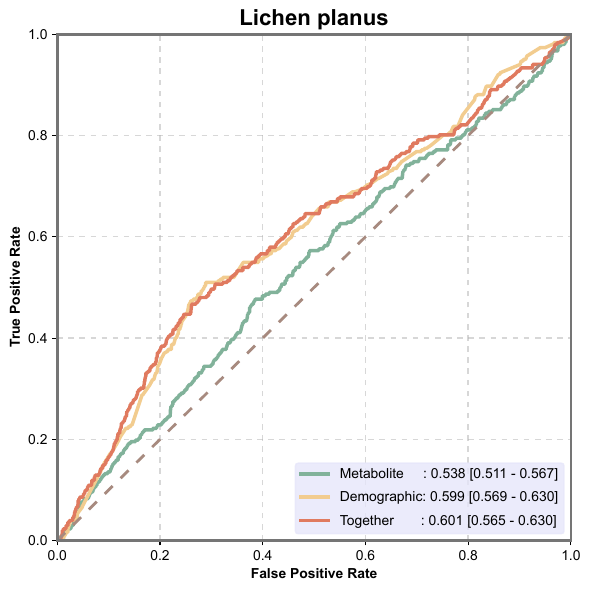 Lichen planus
1.0
0.8
0.6
0.4
0.2
0.0
True Positive Rate
Metabolite : 0.538 [0.511 - 0.567]
Demographic: 0.599 [0.569 - 0.630]
Together : 0.601 [0.565 - 0.630]
0.0 0.2 0.4 0.6 0.8 1.0
False Positive Rate